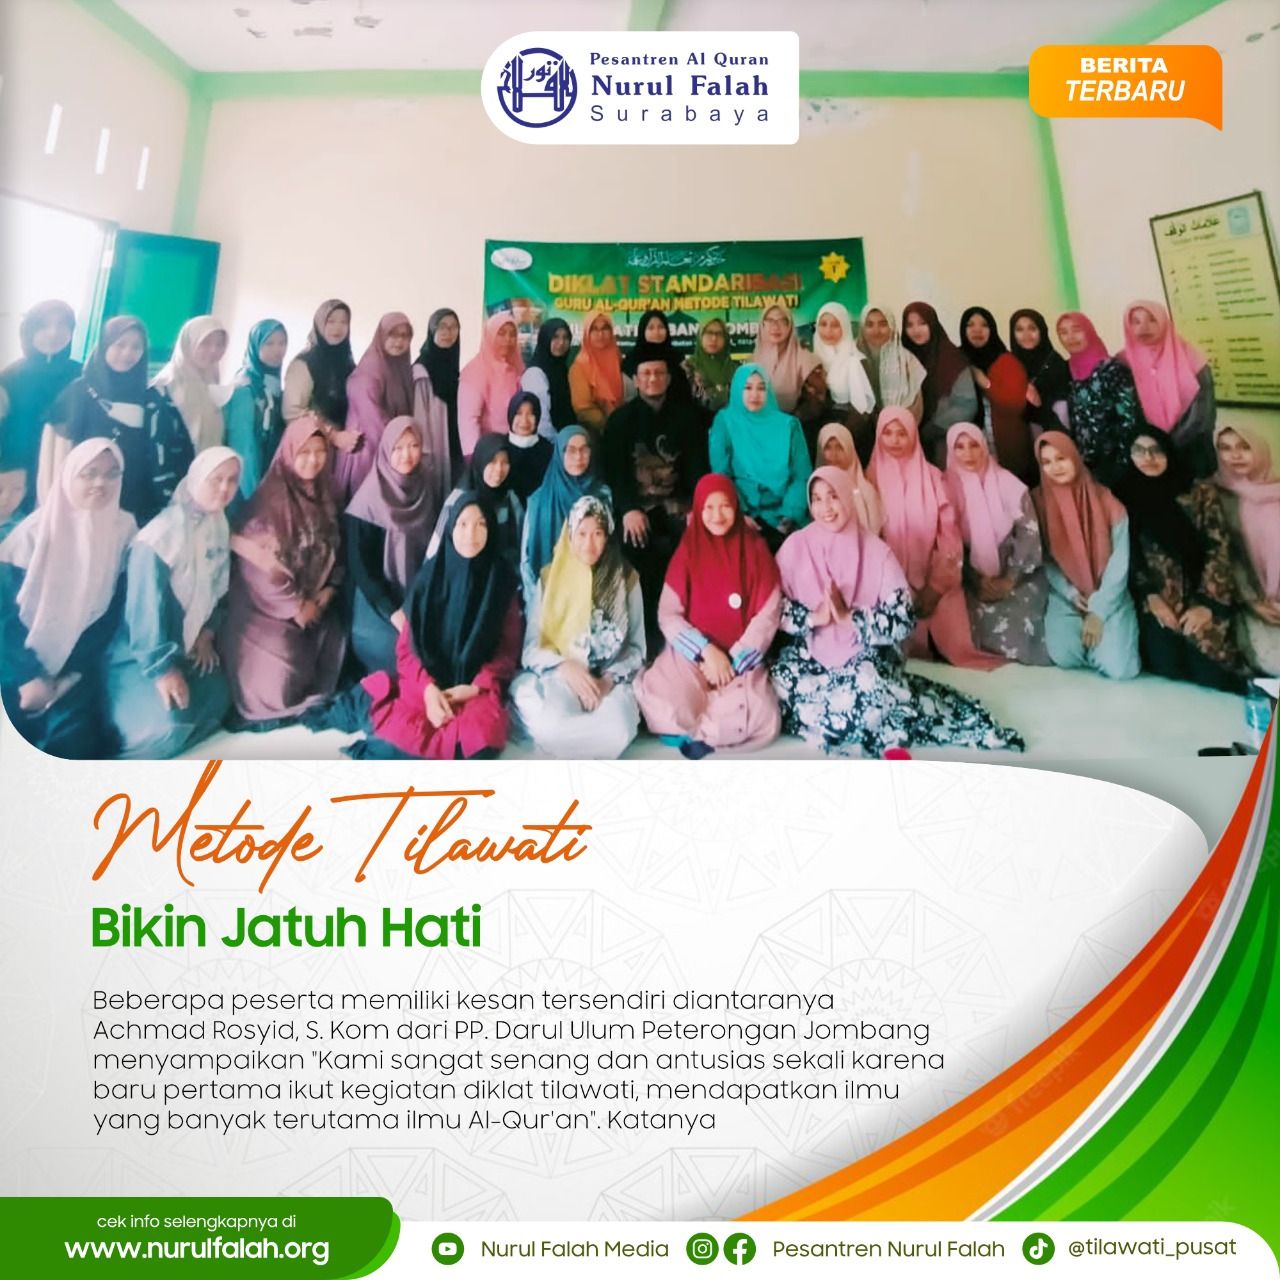 Pesantren Al Quran
Nurul Falah
Surabaya
BERITA
TERBARU
DIKLAT STANDARISASI
GURU AL-QUR'AN METODE TILAWATI
علامات الوقف
Metode Tilawati
Bikin Jatuh Hati
Beberapa peserta memiliki kesan tersendiri diantaranya
Achmad Rosyid, S. Kom dari PP. Darul Ulum Peterongan Jombang
menyampaikan "Kami sangat senang dan antusias sekali karena
baru pertama ikut kegiatan diklat tilawati, mendapatkan ilmu
yang banyak terutama ilmu Al-Qur'an". Katanya
cek info selengkapnya di
www.nurulfalah.org
Nurul Falah Media
Pesantren Nurul Falah
@tilawati_pusat